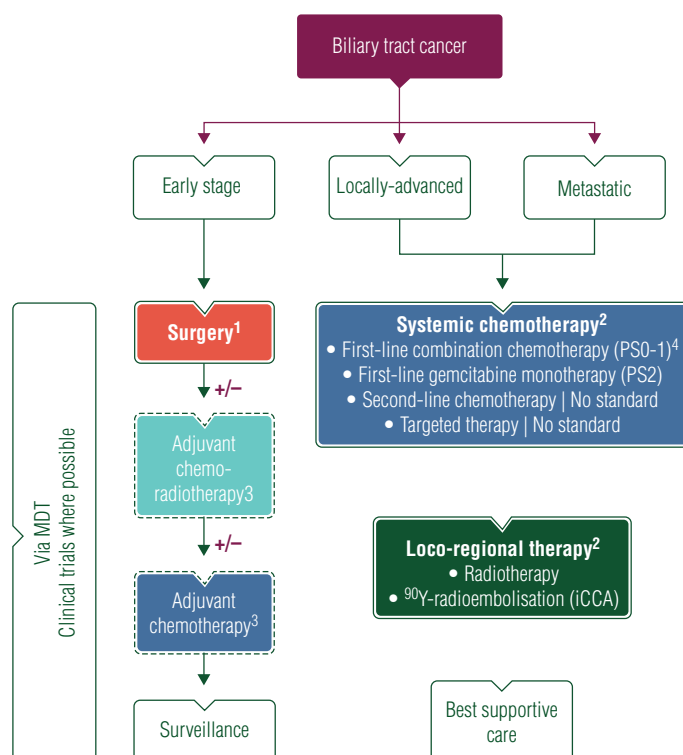 Biliary tract cancer
Early stage
Locally-advanced
Metastatic
Via MDT
Clinical trials where possible
Surgery¹
+/−
Adjuvant
chemo-
radiotherapy3
+/−
Adjuvant
chemotherapy³
Surveillance
Systemic chemotherapy²
• First-line combination chemotherapy (PS0-1)⁴
• First-line gemcitabine monotherapy (PS2)
• Second-line chemotherapy | No standard
• Targeted therapy | No standard
Loco-regional therapy²
• Radiotherapy
• ⁹⁰Y-radioembolisation (iCCA)
Best supportive
care